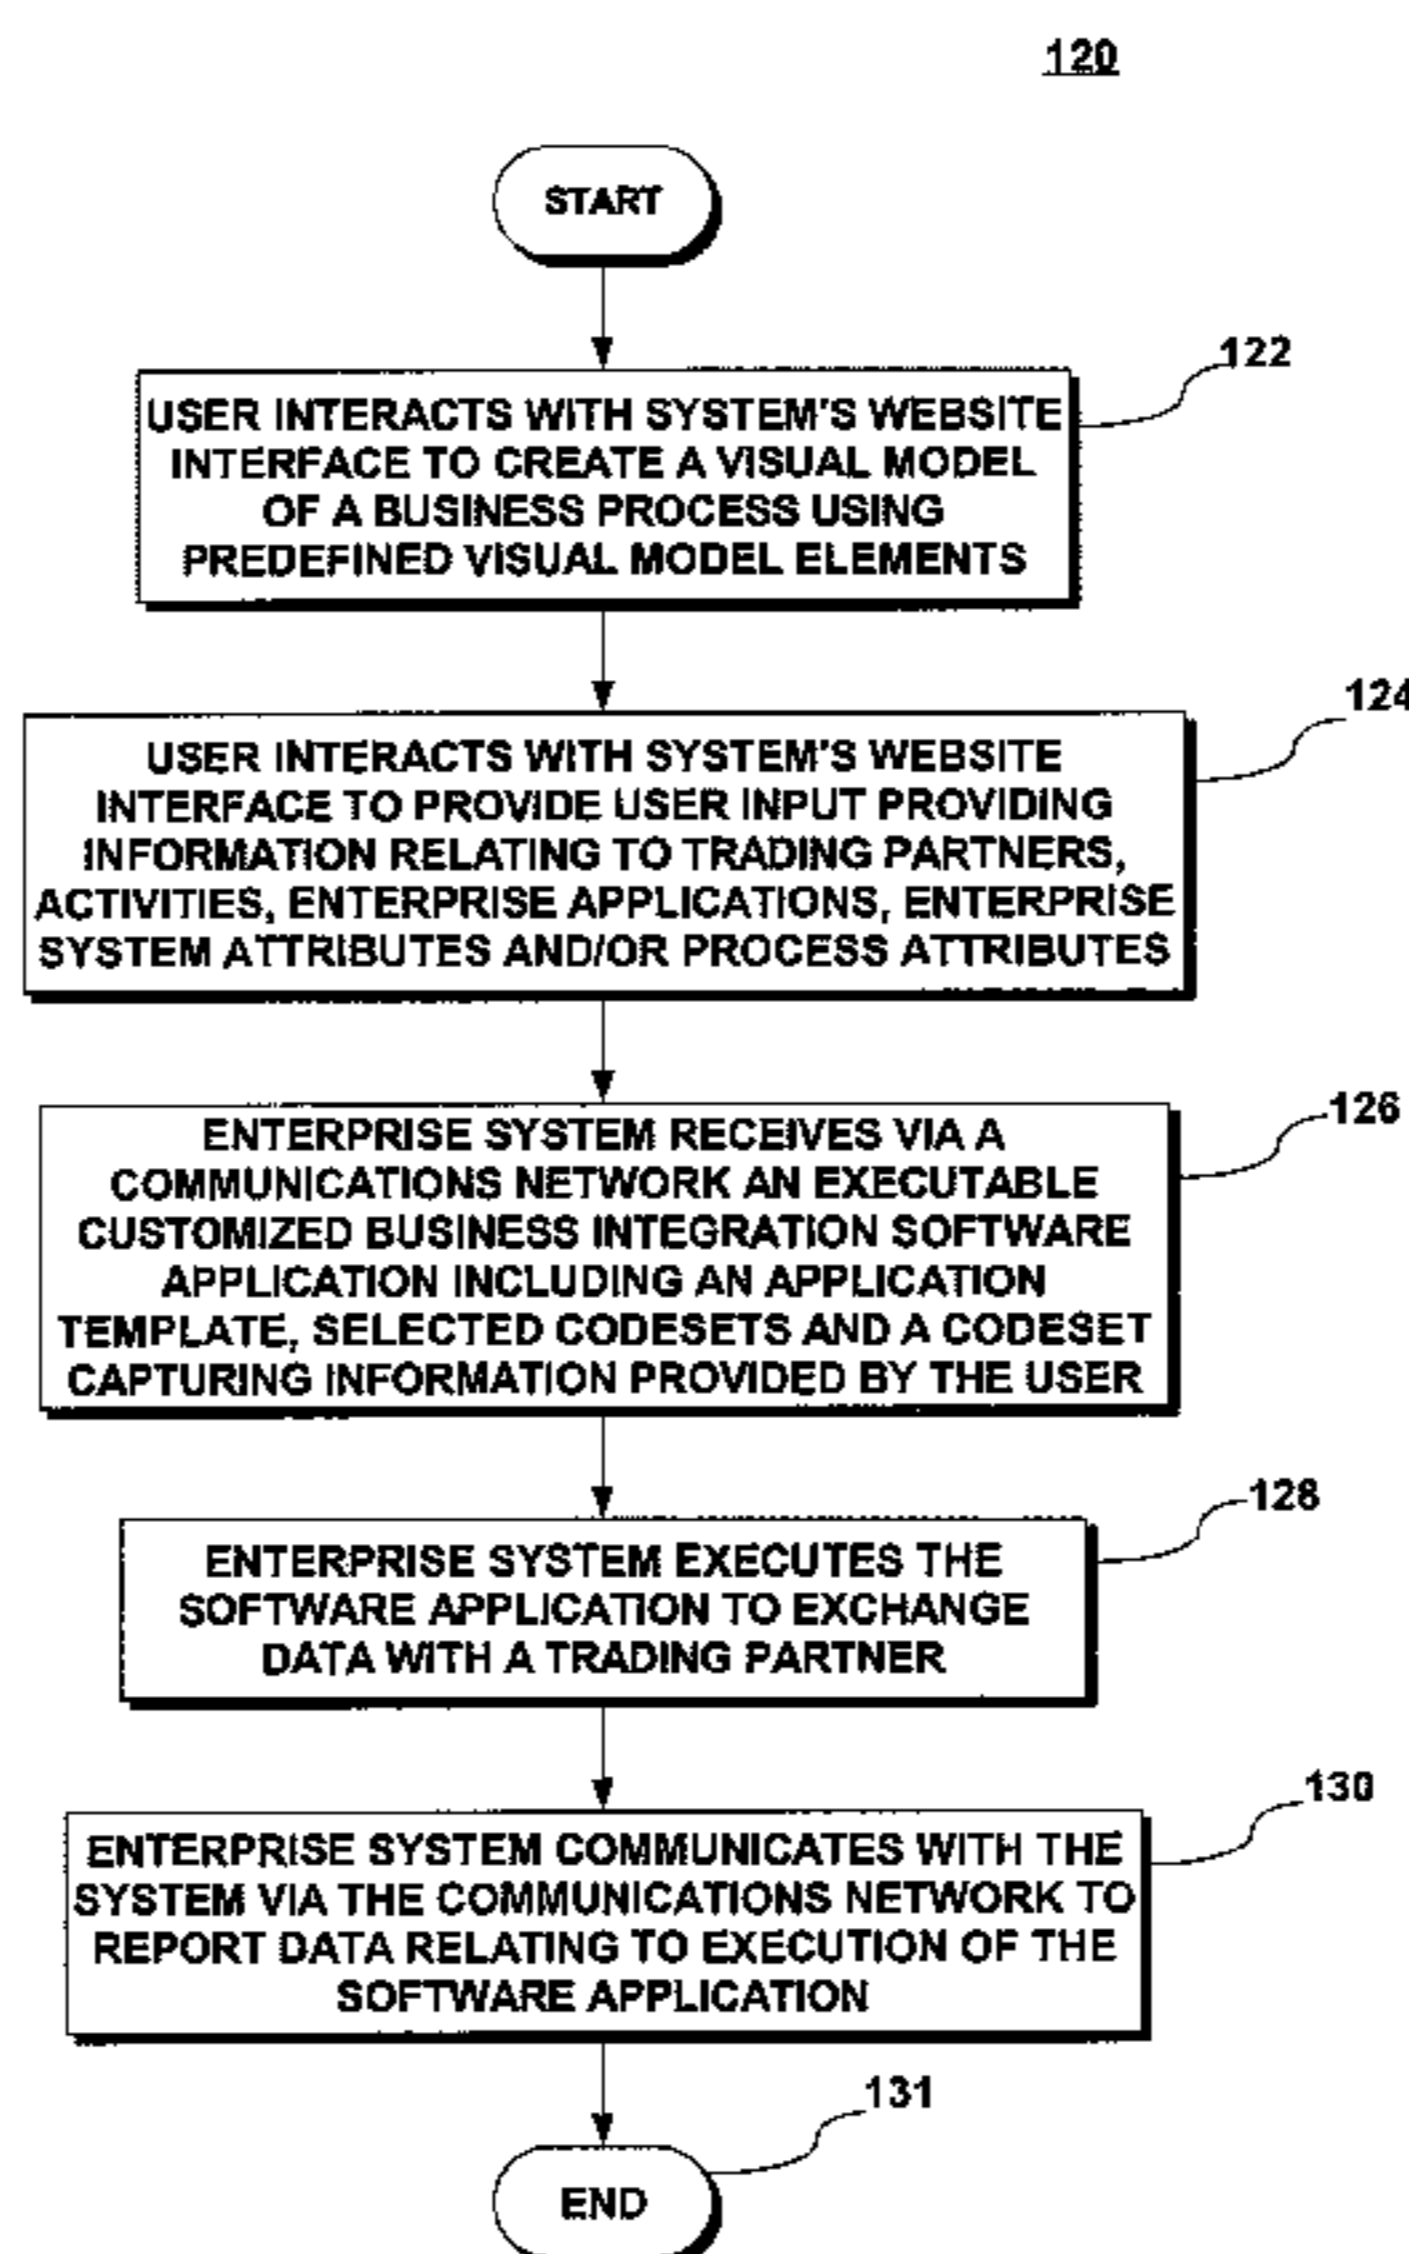 120
START
122
USER INTERACTS WITH SYSTEM'S WEBSITE
INTERFACE TO CREATE A VISUAL MODEL
OF A BUSINESS PROCESS USING
PREDEFINED VISUAL MODEL ELEMENTS
124
USER INTERACTS WITH SYSTEM'S WEBSITE
INTERFACE TO PROVIDE USER INPUT PROVIDING
INFORMATION RELATING TO TRADING PARTNERS,
ACTIVITIES, ENTERPRISE APPLICATIONS, ENTERPRISE
SYSTEM ATTRIBUTES AND/OR PROCESS ATTRIBUTES
126
ENTERPRISE SYSTEM RECEIVES VIA A
COMMUNICATIONS NETWORK AN EXECUTABLE
CUSTOMIZED BUSINESS INTEGRATION SOFTWARE
APPLICATION INCLUDING AN APPLICATION
TEMPLATE, SELECTED CODESETS AND A CODESET
CAPTURING INFORMATION PROVIDED BY THE USER
128
ENTERPRISE SYSTEM EXECUTES THE
SOFTWARE APPLICATION TO EXCHANGE
DATA WITH A TRADING PARTNER
130
ENTERPRISE SYSTEM COMMUNICATES WITH THE
SYSTEM VIA THE COMMUNICATIONS NETWORK TO
REPORT DATA RELATING TO EXECUTION OF THE
SOFTWARE APPLICATION
131
END